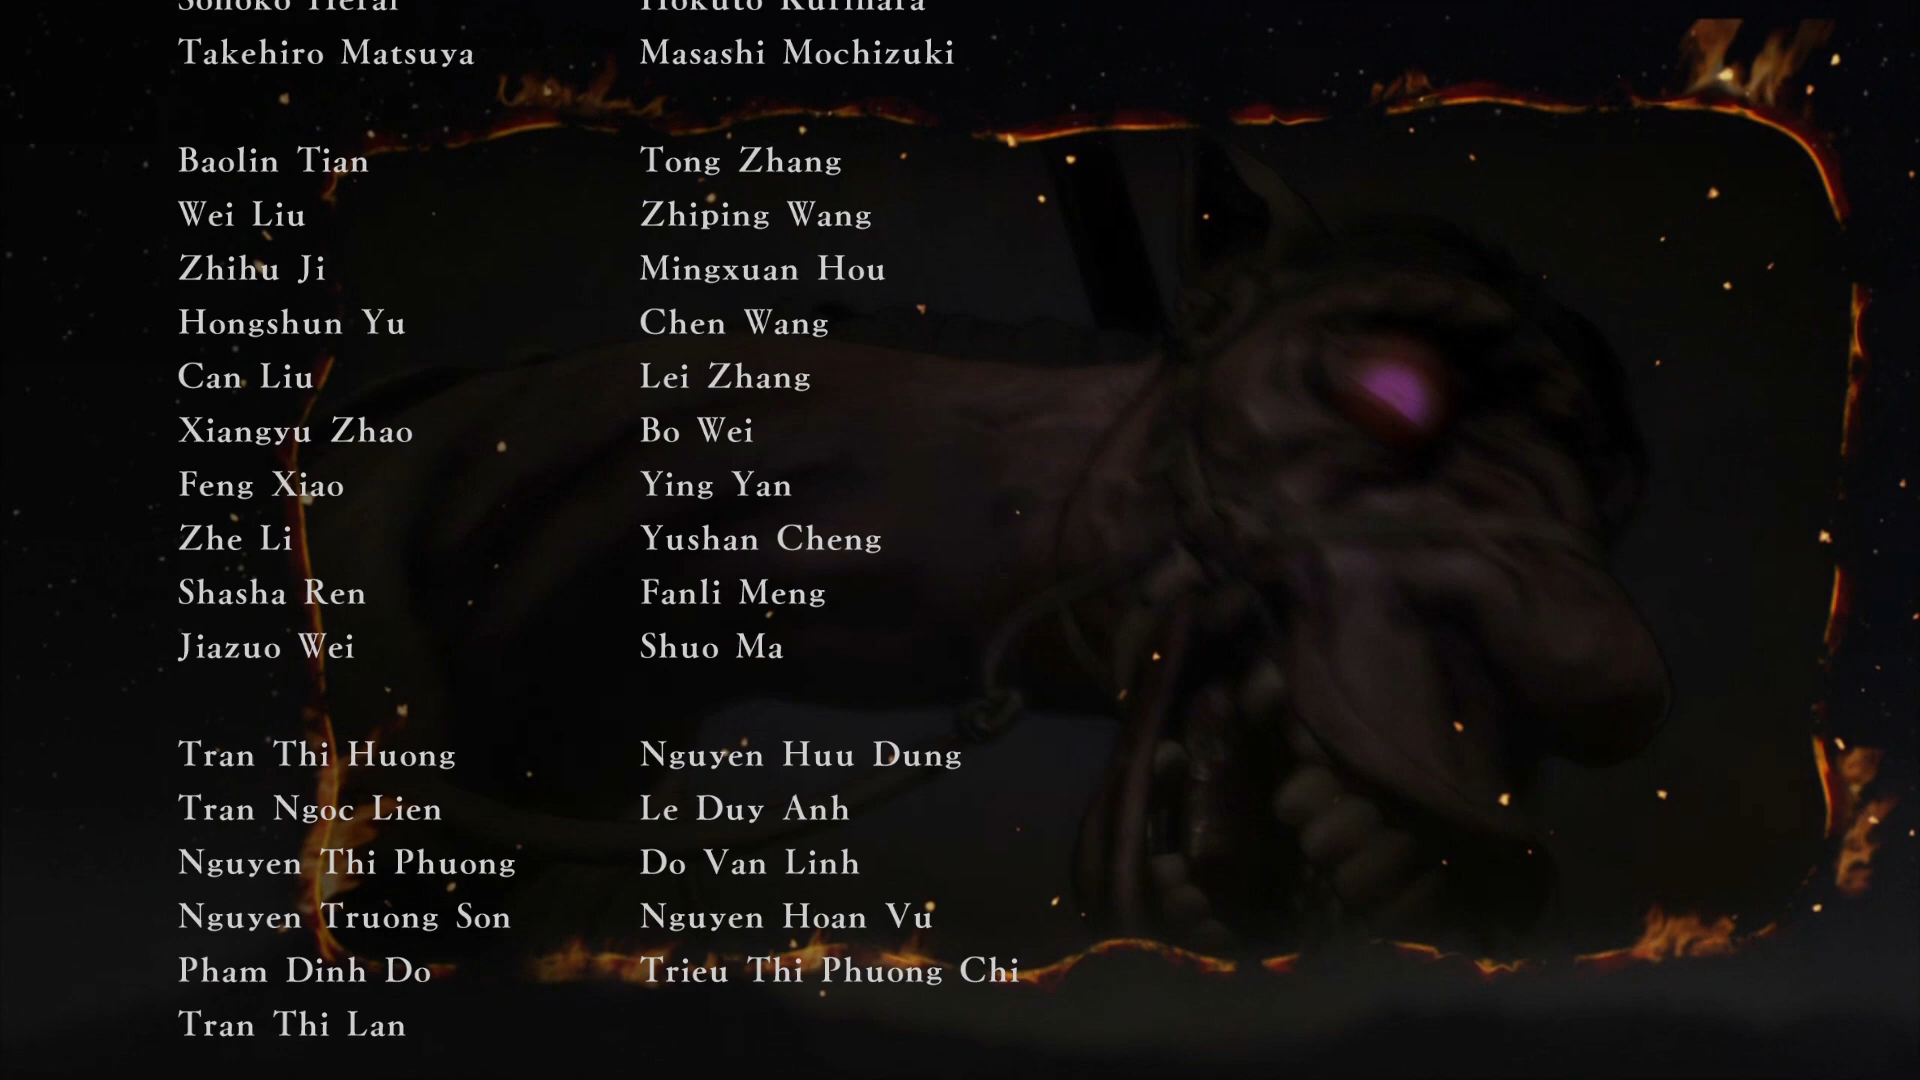 Takehiro Matsuya Masashi Mochizuki
Baolin Tian Tong Zhang
Wei Liu Zhiping Wang
Zhihu Ji Mingxuan Hou
Hongshun Yu Chen Wang
Can Liu Lei Zhang
Xiangyu Zhao Bo Wei
Feng Xiao Ying Yan
Zhe Li Yushan Cheng
Shasha Ren Fanli Meng
Jiazuo Wei Shuo Ma
Tran Thi Huong Nguyen Huu Dung
Tran Ngoc Lien Le Duy Anh
Nguyen Thi Phuong Do Van Linh
Nguyen Truong Son Nguyen Hoan Vu
Pham Dinh Do Trieu Thi Phuong Chi
Tran Thi Lan